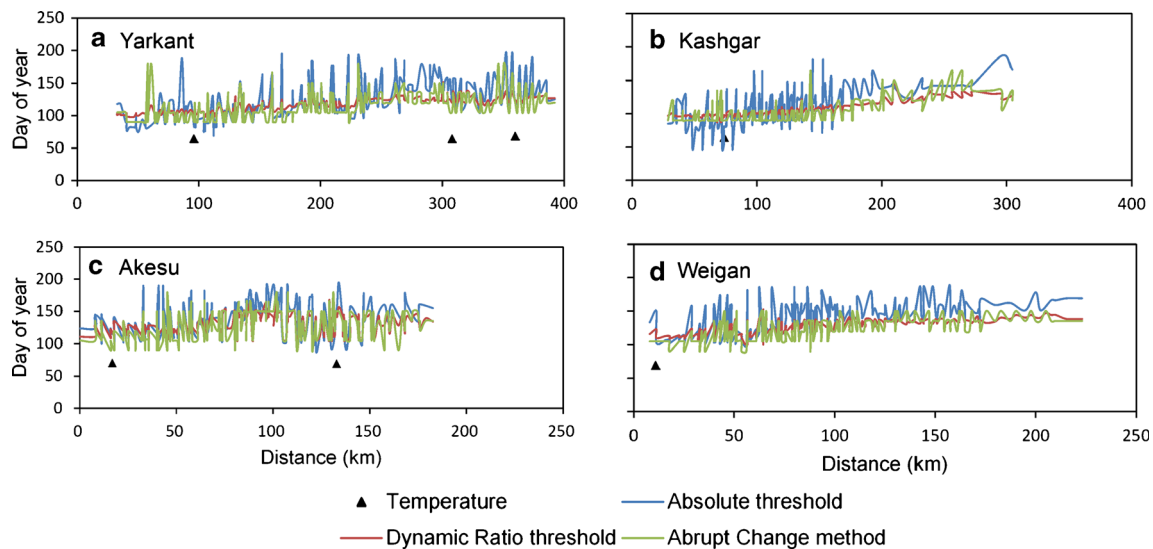 a Yarkant
b Kashgar
Day of year
250
200
150
100
50
0
0 100 200 300 400
0 100 200 300 400
c Akesu
d Weigan
Day of year
250
200
150
100
50
0
0 50 100 150 200 250
0 50 100 150 200 250
Distance (km)
Distance (km)
Temperature
Absolute threshold
Dynamic Ratio threshold
Abrupt Change method